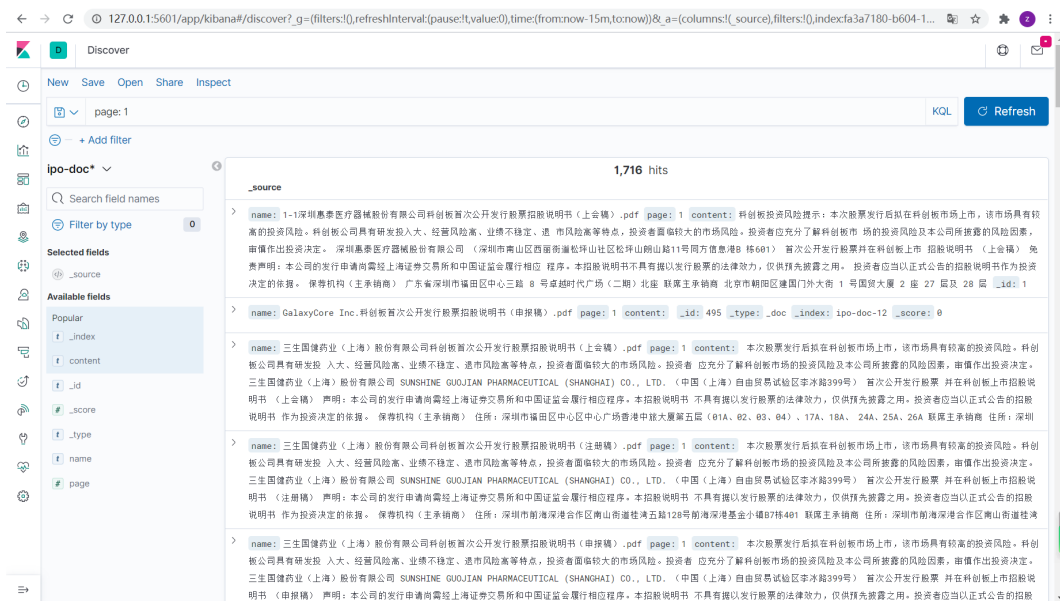 127.0.0.1:5601/app/kibana#/discover?_g=(filters:!(),refreshInterval:(pause:!t,value:0),time:(from:now-15m,to:now))&_a=(columns:!(_source),filters:!(),index:fa3a7180-b604-1...
z
D
Discover
New Save Open Share Inspect
page: 1
KQL
Refresh
+ Add filter
ipo-doc*
1,716 hits
Search field names
Filter by type 0
Selected fields
_source
Available fields
Popular
t _index
t content
t _id
# _score
t _type
t name
# page
_source
name: 1-1深圳惠泰医疗器械股份有限公司科创板首次公开发行股票招股说明书（上会稿）.pdf page: 1 content: 科创板投资风险提示：本次股票发行后拟在科创板市场上市，该市场具有较
高的投资风险。科创板公司具有研发投入大、经营风险高、业绩不稳定、退 市风险高等特点，投资者面临较大的市场风险。投资者应充分了解科创板市 场的投资风险及本公司所披露的风险因素，
审慎作出投资决定。 深圳惠泰医疗器械股份有限公司 （深圳市南山区西丽街道松坪山社区松坪山朗山路11号同方信息港B 栋601） 首次公开发行股票并在科创板上市 招股说明书 （上会稿） 免
责声明：本公司的发行申请尚需经上海证券交易所和中国证监会履行相应 程序。本招股说明书不具有据以发行股票的法律效力，仅供预先披露之用。 投资者应当以正式公告的招股说明书作为投资
决定的依据。 保荐机构（主承销商） 广东省深圳市福田区中心三路 8 号卓越时代广场（二期）北座 联席主承销商 北京市朝阳区建国门外大街 1 号国贸大厦 2 座 27 层及 28 层 _id: 1
name: GalaxyCore Inc.科创板首次公开发行股票招股说明书（申报稿）.pdf page: 1 content: _id: 495 _type: _doc _index: ipo-doc-12 _score: 0
name: 三生国健药业（上海）股份有限公司科创板首次公开发行股票招股说明书（上会稿）.pdf page: 1 content: 本次股票发行后拟在科创板市场上市，该市场具有较高的投资风险。科创
板公司具有研发投 入大、经营风险高、业绩不稳定、退市风险高等特点，投资者面临较大的市场风险。投资者 应充分了解科创板市场的投资风险及本公司所披露的风险因素，审慎作出投资决定。
三生国健药业（上海）股份有限公司 SUNSHINE GUOJIAN PHARMACEUTICAL (SHANGHAI) CO., LTD. （中国（上海）自由贸易试验区李冰路399号） 首次公开发行股票 并在科创板上市招股说
明书 （上会稿） 声明：本公司的发行申请尚需经上海证券交易所和中国证监会履行相应程序。本招股说明书 不具有据以发行股票的法律效力，仅供预先披露之用。投资者应当以正式公告的招股
说明书 作为投资决定的依据。 保荐机构（主承销商） 住所：深圳市福田区中心区中心广场香港中旅大厦第五层（01A、02、03、04）、17A、18A、 24A、25A、26A 联席主承销商 住所：深圳
name: 三生国健药业（上海）股份有限公司科创板首次公开发行股票招股说明书（注册稿）.pdf page: 1 content: 本次股票发行后拟在科创板市场上市，该市场具有较高的投资风险。科创
板公司具有研发投 入大、经营风险高、业绩不稳定、退市风险高等特点，投资者面临较大的市场风险。投资者 应充分了解科创板市场的投资风险及本公司所披露的风险因素，审慎作出投资决定。
三生国健药业（上海）股份有限公司 SUNSHINE GUOJIAN PHARMACEUTICAL (SHANGHAI) CO., LTD. （中国（上海）自由贸易试验区李冰路399号） 首次公开发行股票 并在科创板上市招股说
明书 （注册稿） 声明：本公司的发行申请尚需经上海证券交易所和中国证监会履行相应程序。本招股说明书 不具有据以发行股票的法律效力，仅供预先披露之用。投资者应当以正式公告的招股
说明书 作为投资决定的依据。 保荐机构（主承销商） 住所：深圳市前海深港合作区南山街道桂湾五路128号前海深港基金小镇B7栋401 联席主承销商 住所：深圳市前海深港合作区南山街道桂湾
name: 三生国健药业（上海）股份有限公司科创板首次公开发行股票招股说明书（申报稿）.pdf page: 1 content: 本次股票发行后拟在科创板市场上市，该市场具有较高的投资风险。科创
板公司具有研发投 入大、经营风险高、业绩不稳定、退市风险高等特点，投资者面临较大的市场风险。投资者 应充分了解科创板市场的投资风险及本公司所披露的风险因素，审慎作出投资决定。
三生国健药业（上海）股份有限公司 SUNSHINE GUOJIAN PHARMACEUTICAL (SHANGHAI) CO., LTD. （中国（上海）自由贸易试验区李冰路399号） 首次公开发行股票 并在科创板上市招股说
明书 （申报稿） 声明：本公司的发行申请尚需经上海证券交易所和中国证监会履行相应程序。本招股说明书 不具有据以发行股票的法律效力，仅供预先披露之用。投资者应当以正式公告的招股